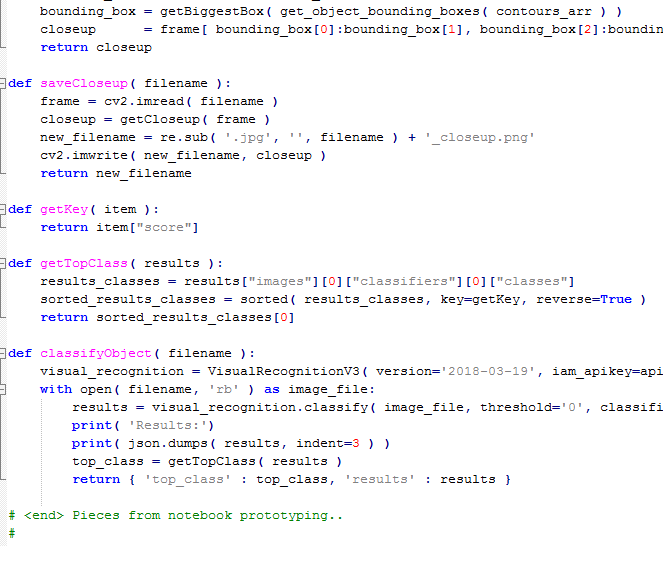 bounding_box = getBiggestBox( get_object_bounding_boxes( contours_arr ) )
    closeup      = frame[ bounding_box[0]:bounding_box[1], bounding_box[2]:boundin
    return closeup

def saveCloseup( filename ):
    frame = cv2.imread( filename )
    closeup = getCloseup( frame )
    new_filename = re.sub( '.jpg', '', filename ) + '_closeup.png'
    cv2.imwrite( new_filename, closeup )
    return new_filename

def getKey( item ):
    return item["score"]

def getTopClass( results ):
    results_classes = results["images"][0]["classifiers"][0]["classes"]
    sorted_results_classes = sorted( results_classes, key=getKey, reverse=True )
    return sorted_results_classes[0]

def classifyObject( filename ):
    visual_recognition = VisualRecognitionV3( version='2018-03-19', iam_apikey=api
    with open( filename, 'rb' ) as image_file:
        results = visual_recognition.classify( image_file, threshold='0', classifi
        print( 'Results:')
        print( json.dumps( results, indent=3 ) )
        top_class = getTopClass( results )
        return { 'top_class' : top_class, 'results' : results }

# <end> Pieces from notebook prototyping..
#